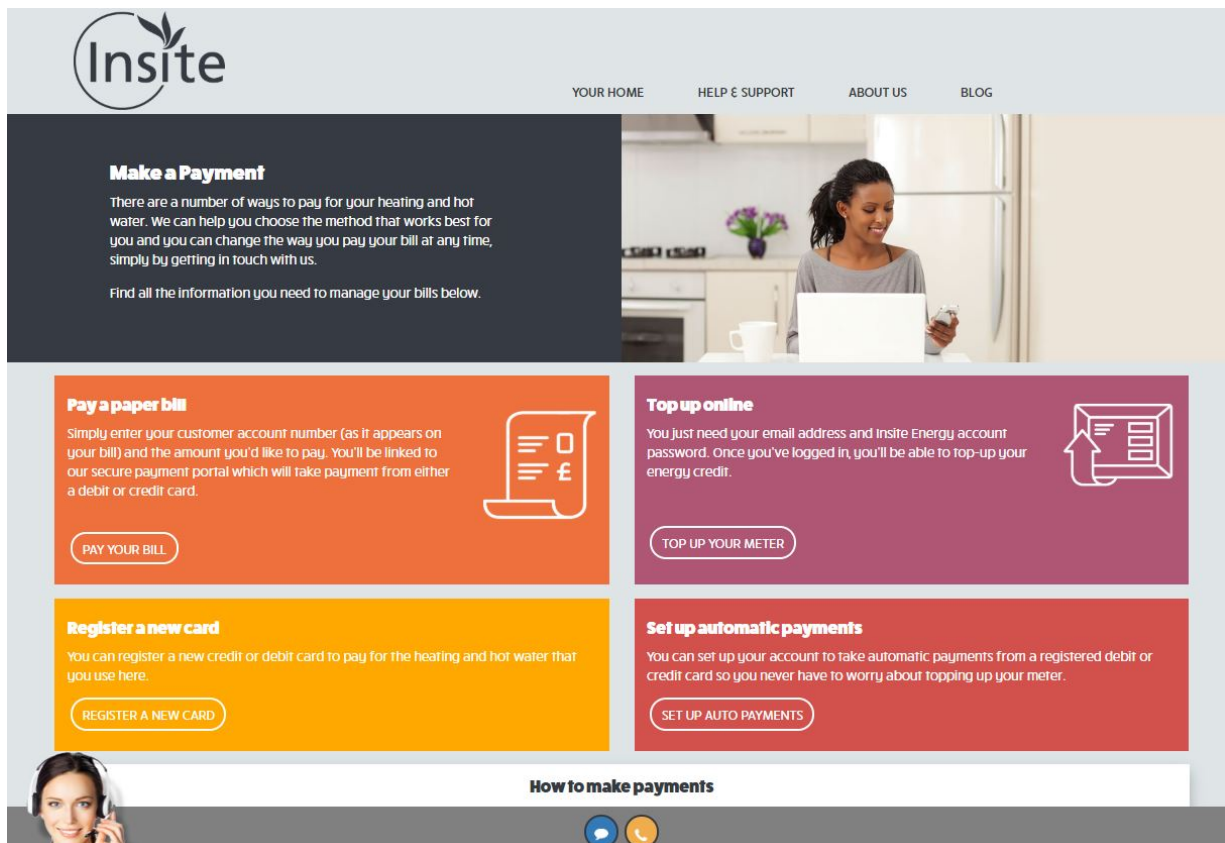 Insite
YOUR HOME
HELP & SUPPORT
ABOUT US
BLOG
Make a Payment
There are a number of ways to pay for your heating and hot
water. We can help you choose the method that works best for
you and you can change the way you pay your bill at any time,
simply by getting in touch with us.
Find all the information you need to manage your bills below.
Pay a paper bill
Simply enter your customer account number (as it appears on
your bill) and the amount you'd like to pay. You'll be linked to
our secure payment portal which will take payment from either
a debit or credit card.
£
PAY YOUR BILL
Top up online
You just need your email address and Insite Energy account
password. Once you've logged in, you'll be able to top-up your
energy credit.
TOP UP YOUR METER
Register a new card
You can register a new credit or debit card to pay for the heating and hot water that
you use here.
REGISTER A NEW CARD
Set up automatic payments
You can set up your account to take automatic payments from a registered debit or
credit card so you never have to worry about topping up your meter.
SET UP AUTO PAYMENTS
How to make payments